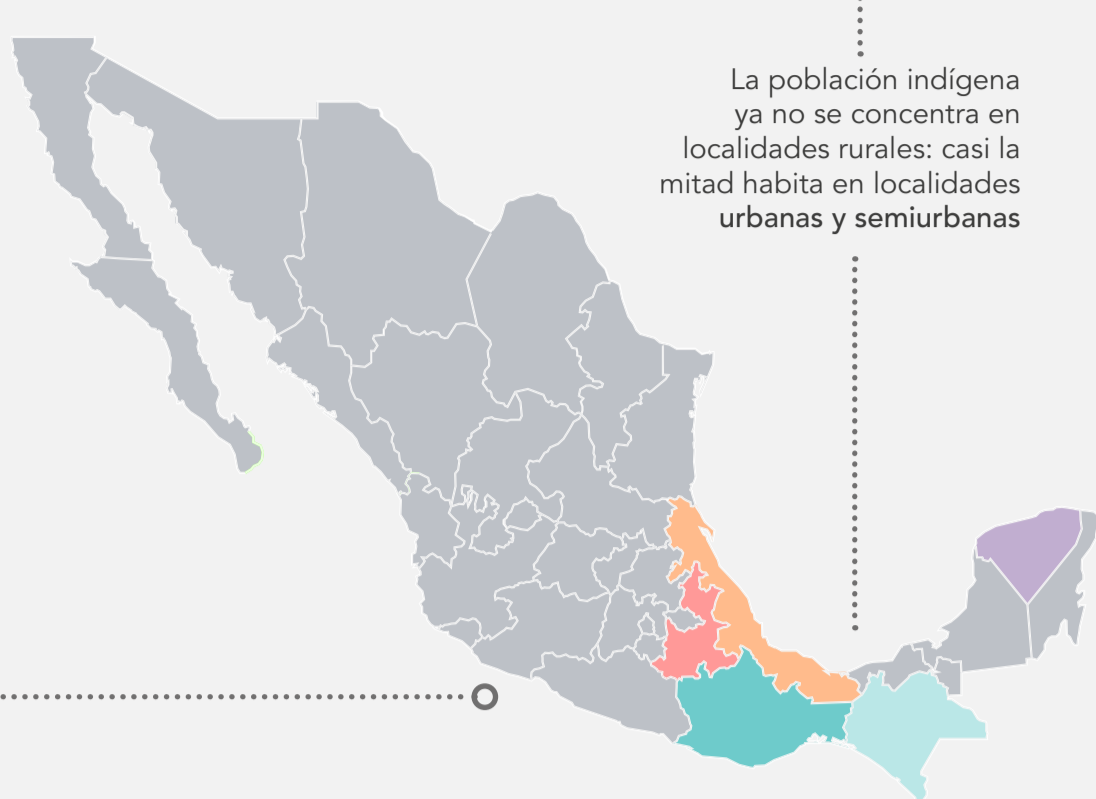 La población indígena
ya no se concentra en
localidades rurales: casi la
mitad habita en localidades
urbanas y semiurbanas